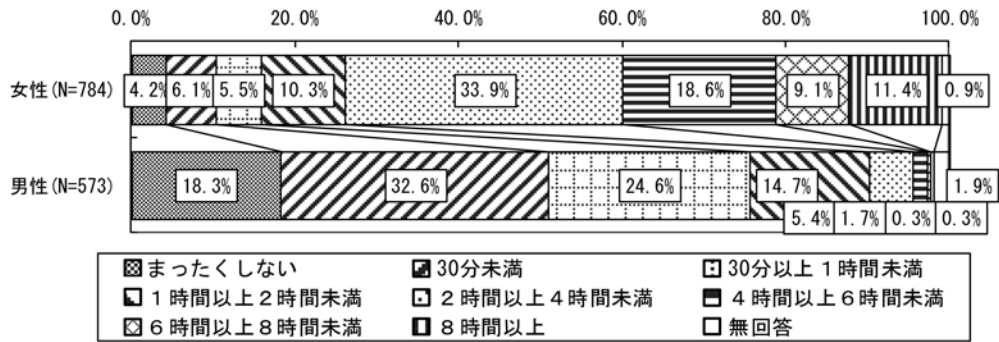 0.0% 20.0% 40.0% 60.0% 80.0% 100.0%
女性(N=784) 4.2% 6.1% 5.5% 10.3% 33.9% 18.6% 9.1% 11.4% 0.9%
男性(N=573) 18.3% 32.6% 24.6% 14.7% 1.9%
5.4% 1.7% 0.3% 0.3%
まったくしない 30分未満 30分以上1時間未満
1時間以上2時間未満 2時間以上4時間未満 4時間以上6時間未満
6時間以上8時間未満 8時間以上 無回答